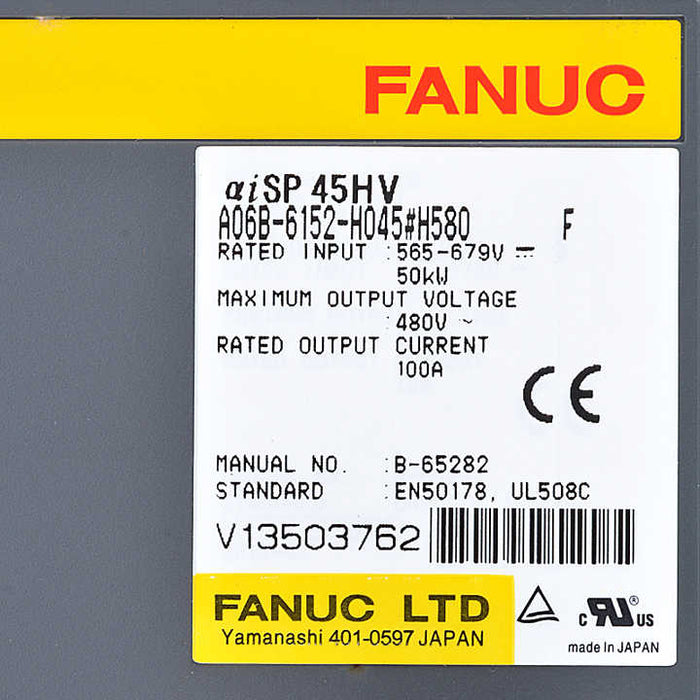 FANUC
αiSP 45HV
A06B-6152-H045#H580 F
RATED INPUT :565-679V ⎓
50kW
MAXIMUM OUTPUT VOLTAGE
:480V ~
RATED OUTPUT CURRENT
100A
CE
MANUAL NO. :B-65282
STANDARD :EN50178, UL508C
V13503762
FANUC LTD
Yamanashi 401-0597 JAPAN
c RU ® US
made In JAPAN